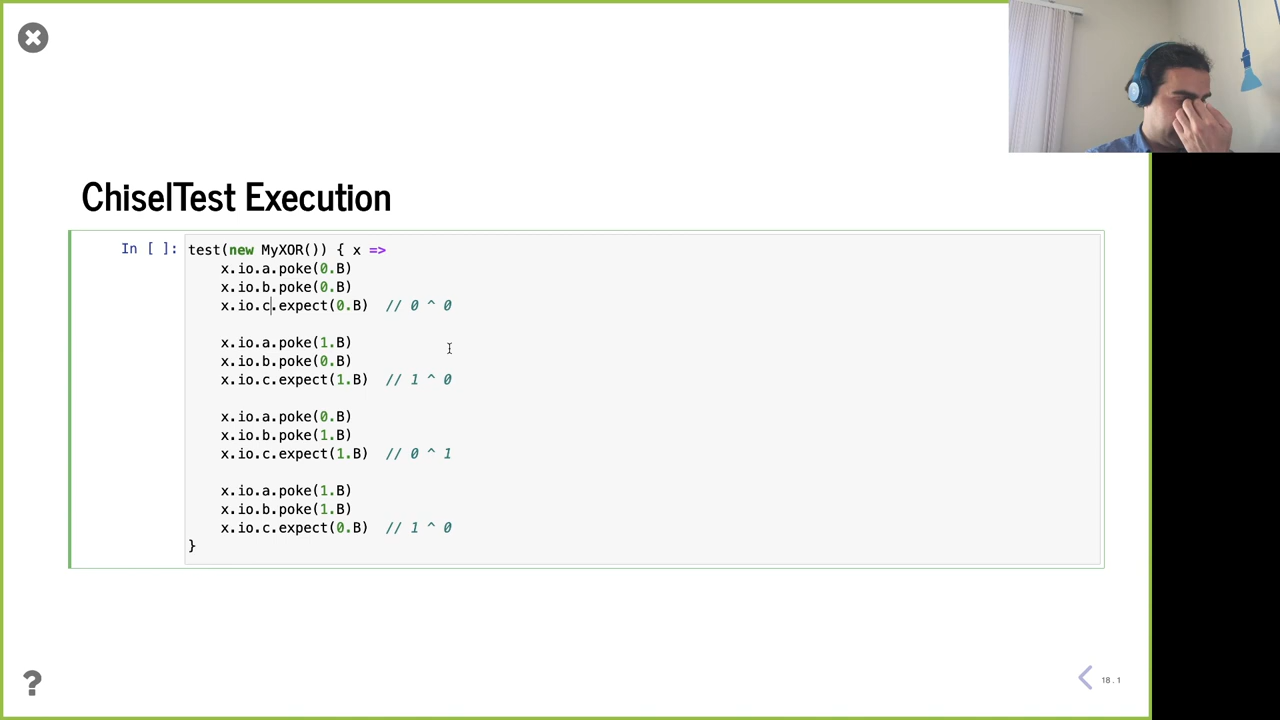 ChiselTest Execution
In [ ]: test(new MyXOR()) { x =>
x.io.a.poke(0.B)
x.io.b.poke(0.B)
x.io.c.expect(0.B) // 0 ^ 0
x.io.a.poke(1.B)
x.io.b.poke(0.B)
x.io.c.expect(1.B) // 1 ^ 0
x.io.a.poke(0.B)
x.io.b.poke(1.B)
x.io.c.expect(1.B) // 0 ^ 1
x.io.a.poke(1.B)
x.io.b.poke(1.B)
x.io.c.expect(0.B) // 1 ^ 0
}
?
18.1